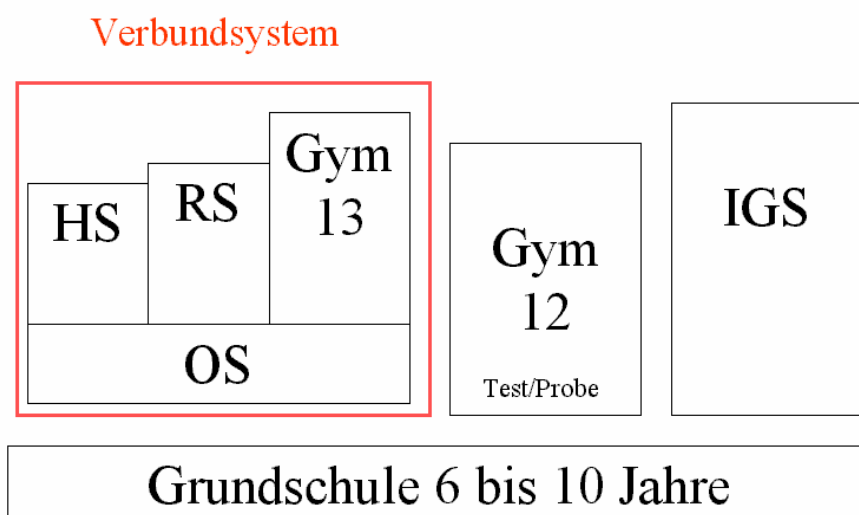 Verbundsystem
HS
RS
Gym
13
OS
Gym
12
Test/Probe
IGS
Grundschule 6 bis 10 Jahre